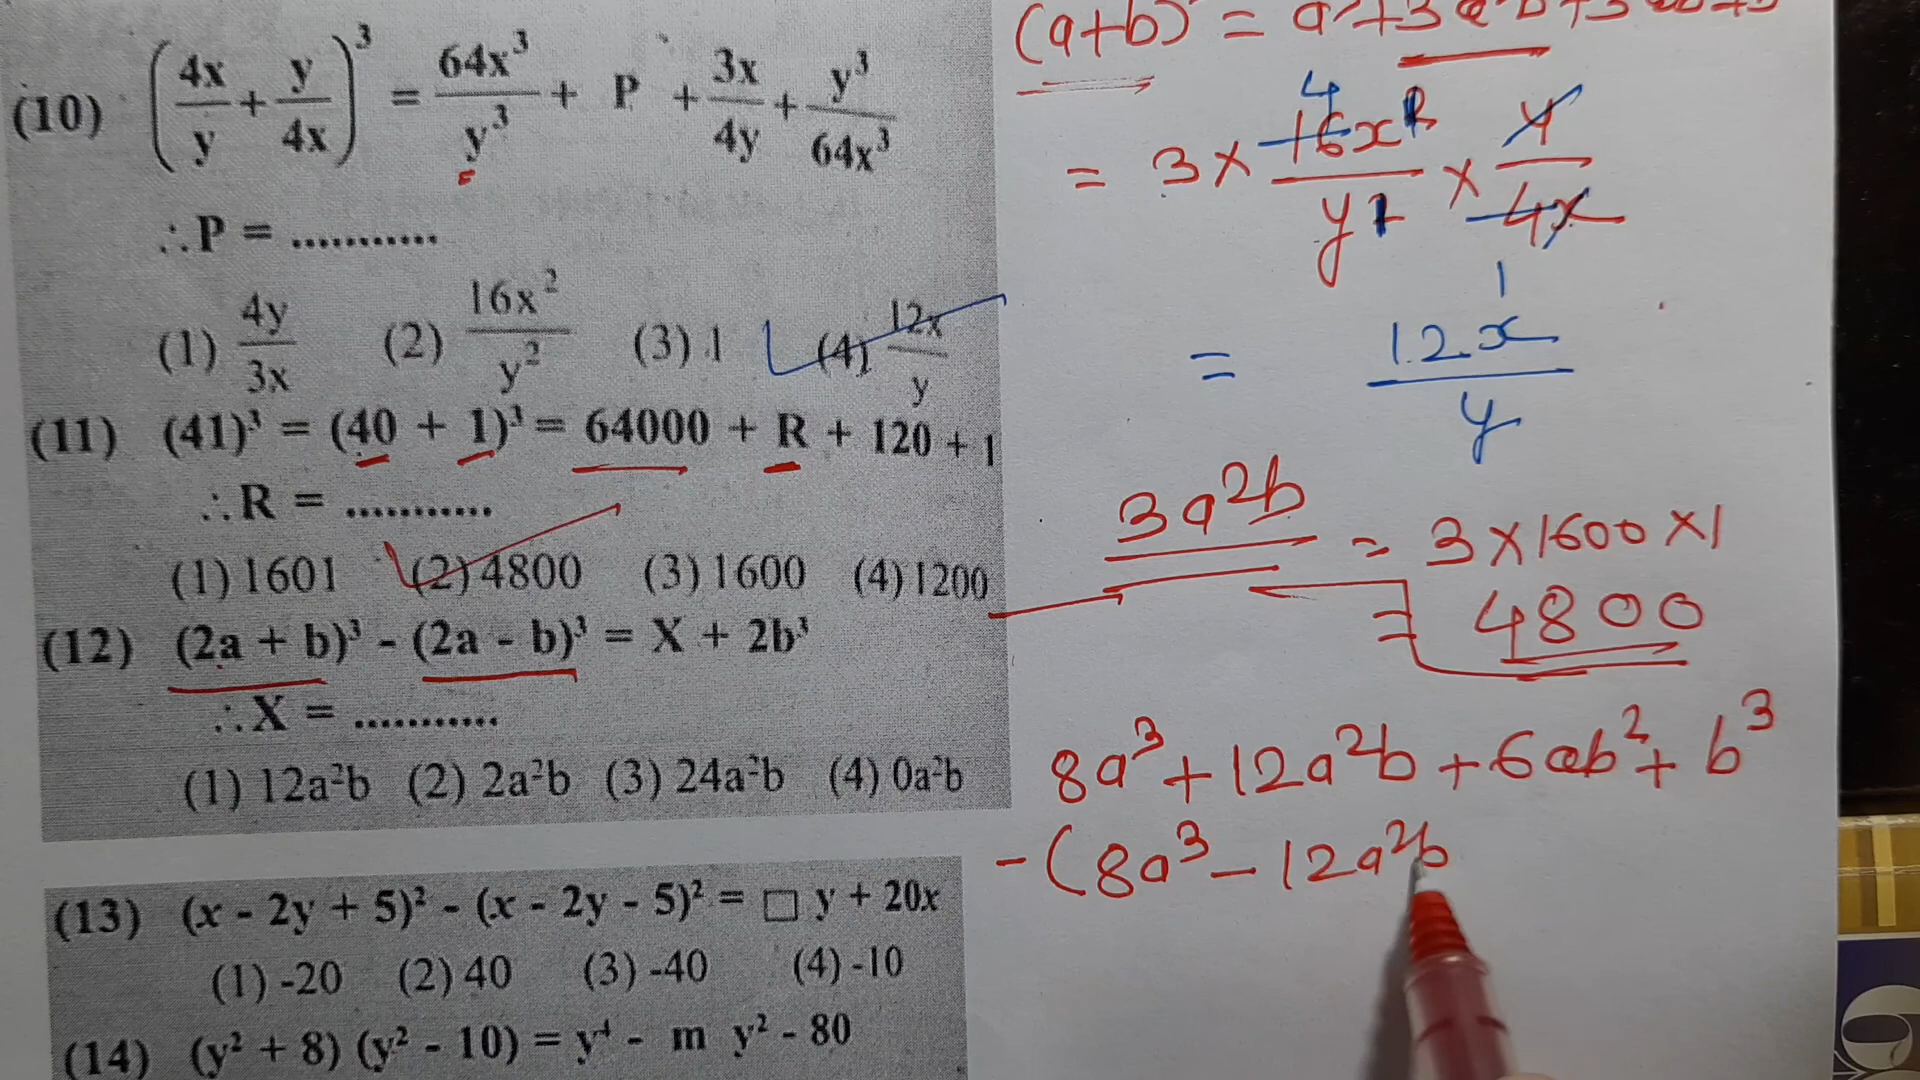 (10) (4x/y + y/4x)³ = 64x³/y³ + P + 3x/4y + y³/64x³
∴P = ...........
(1) 4y/3x (2) 16x²/y² (3) 1 (4) 12x/y
(11) (41)³ = (40 + 1)³ = 64000 + R + 120 + 1
∴R = ...........
(1) 1601 (2) 4800 (3) 1600 (4) 1200
(12) (2a + b)³ - (2a - b)³ = X + 2b³
∴X = ...........
(1) 12a²b (2) 2a²b (3) 24a²b (4) 0a²b
(13) (x - 2y + 5)² - (x - 2y - 5)² = □ y + 20x
(1) -20 (2) 40 (3) -40 (4) -10
(14) (y² + 8) (y² - 10) = y⁴ - m y² - 80
(a+b) =
= 3 × 16x²/y² × y/4x
4
1
= 12x/y
3a²b = 3 × 1600 × 1
= 4800
8a³ + 12a²b + 6ab² + b³
- (8a³ - 12a²b